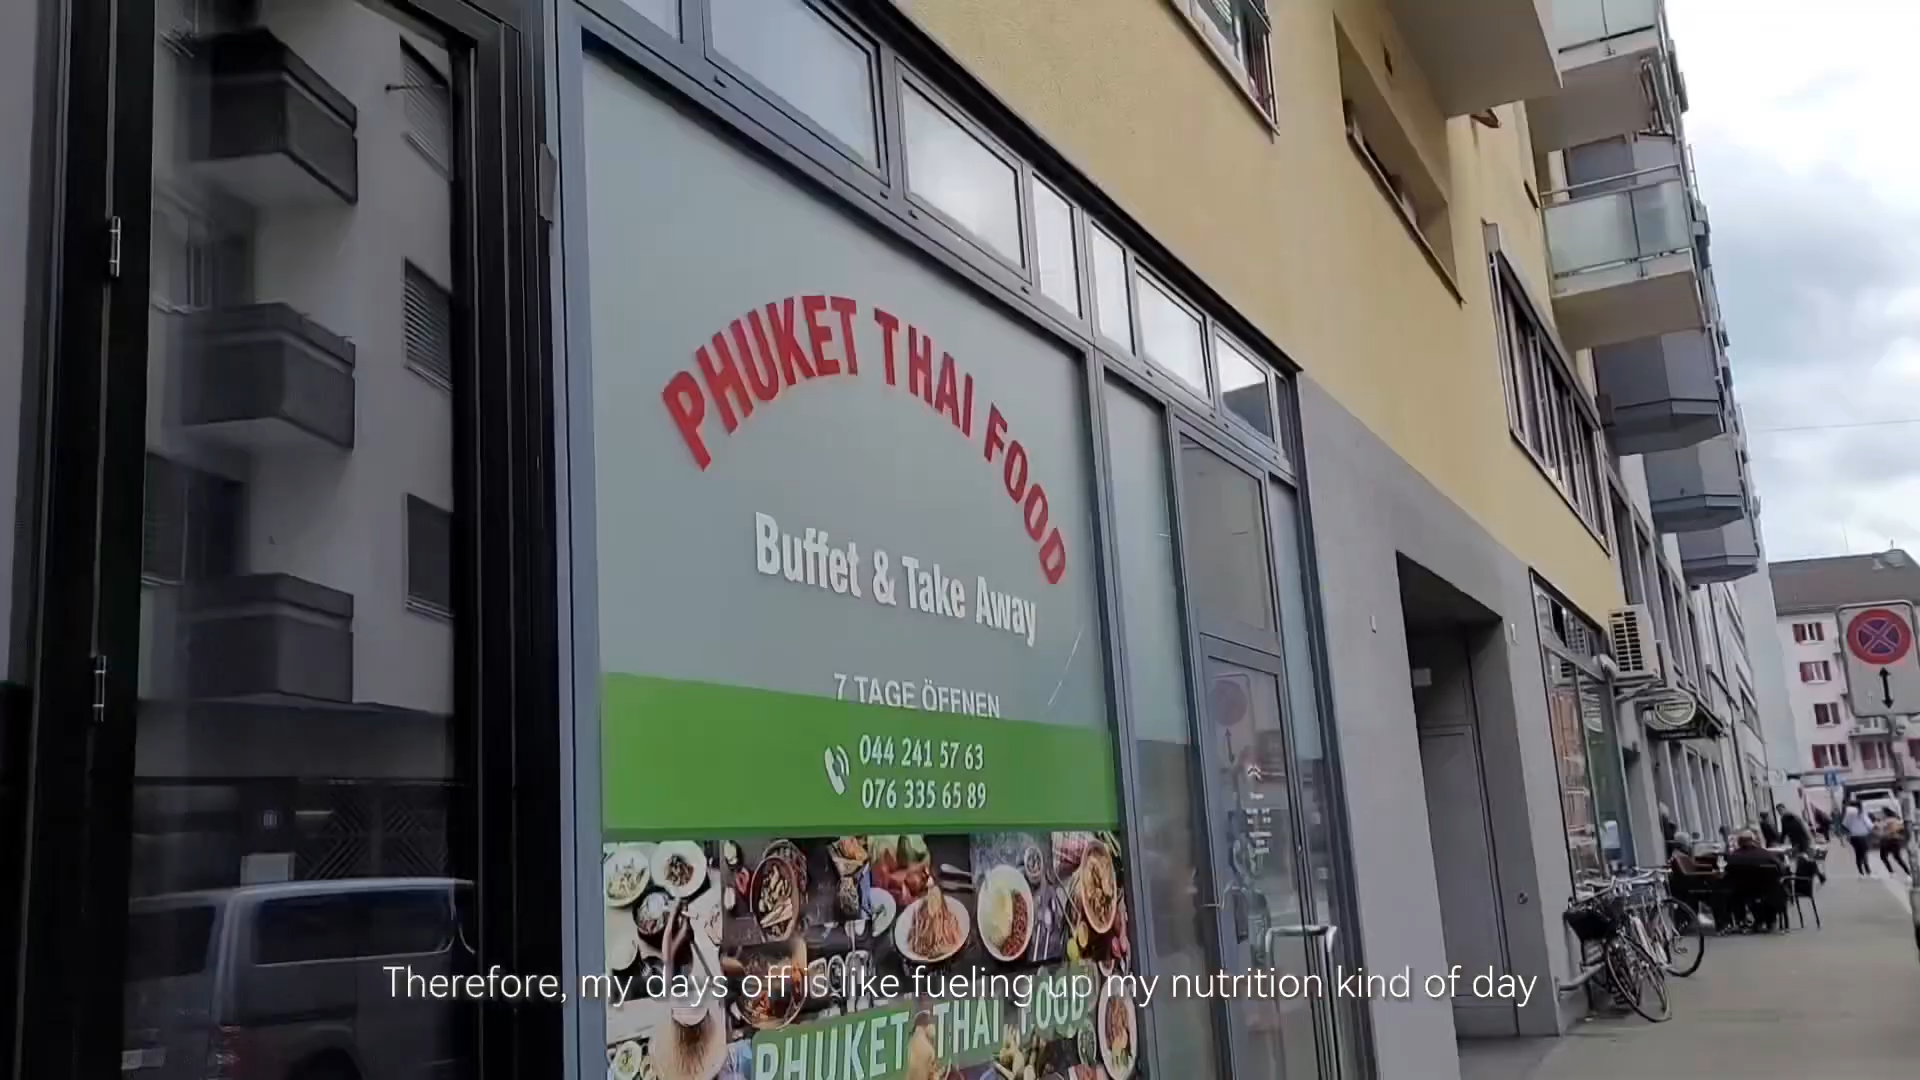 PHUKET THAI FOOD
Buffet & Take Away
7 TAGE ÖFFNEN
044 241 57 63
076 335 65 89
PHUKET THAI FOOD
Therefore, my days off is like fueling up my nutrition kind of day